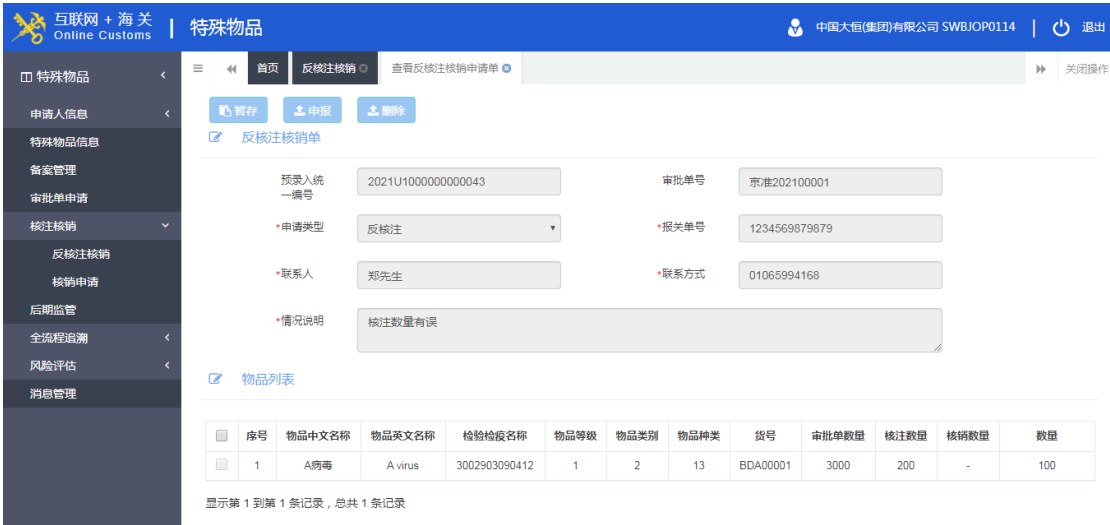 互联网 + 海 关
Online Customs
特殊物品
中国大恒(集团)有限公司 SWBJOP0114
退出
特殊物品
申请人信息
特殊物品信息
备案管理
审批单申请
核注核销
反核注核销
核销申请
后期监管
全流程追溯
风险评估
消息管理
首页 反核注核销 查看反核注核销申请单 关闭操作
暂存 申报 删除
反核注核销单
预录入统一编号 2021U1000000000043 审批单号 京准202100001
*申请类型 反核注 *报关单号 1234569879879
*联系人 郑先生 *联系方式 01065994168
*情况说明 核注数量有误
物品列表
序号 物品中文名称 物品英文名称 检验检疫名称 物品等级 物品类别 物品种类 货号 审批单数量 核注数量 核销数量 数量
1 A病毒 A virus 3002903090412 1 2 13 BDA00001 3000 200 - 100
显示第 1 到第 1 条记录，总共 1 条记录